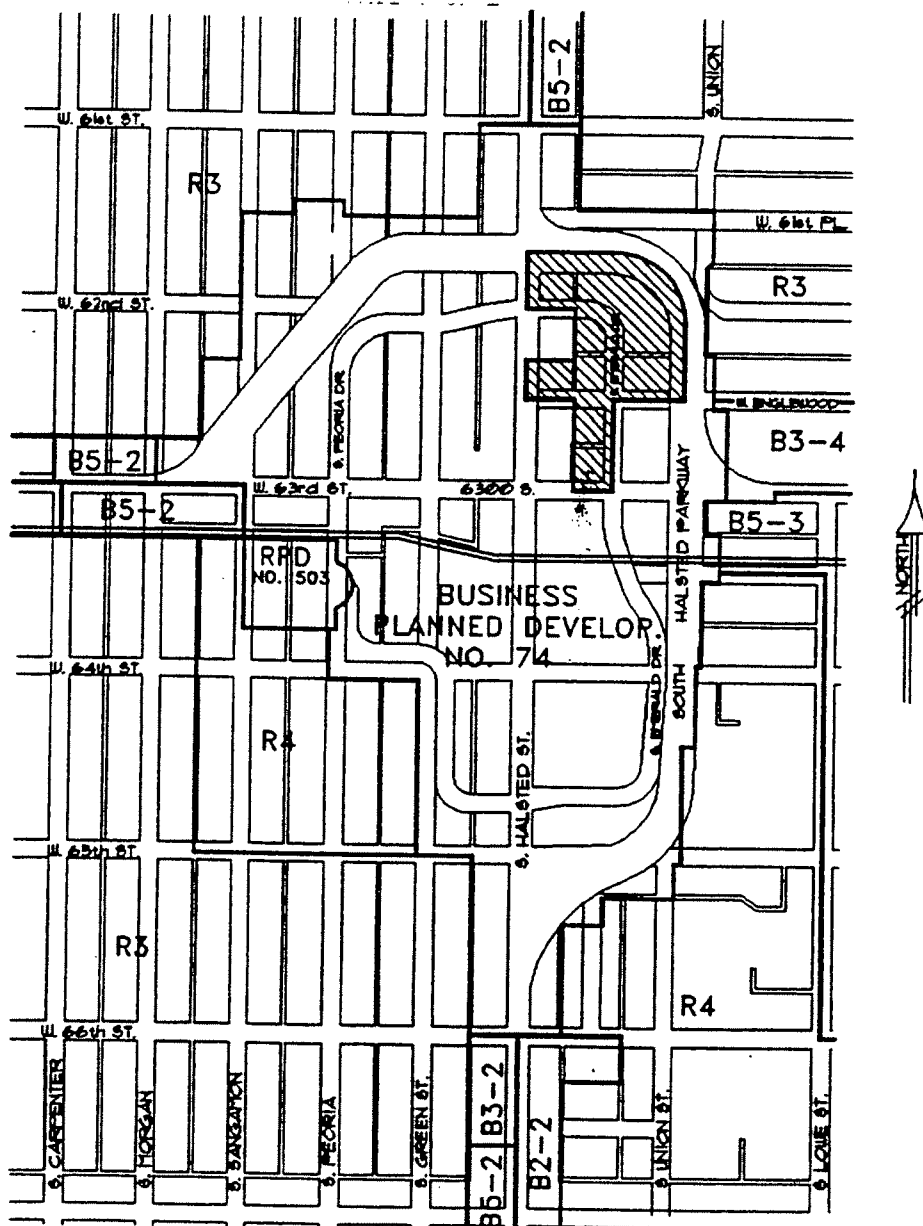 B5-2
S. UNION
W. 61st ST.
R3
W. 61st PL.
R3
W. 62nd ST.
S. PEORIA DR.
W. ENGLEWOOD
B3-4
B5-2
W. 63rd ST.
6300 S.
HALSTED PARKWAY
SOUTH
B5-2
B5-3
RPD
NO. 503
BUSINESS
PLANNED DEVELOP.
NO. 74
NORTH
W. 64th ST.
S. EMERALD DR.
R4
S. HALSTED ST.
W. 65th ST.
R3
R4
W. 66th ST.
S. CARPENTER
S. MORGAN
S. SANGAMON
S. PEORIA
S. GREEN ST.
B3-2
B5-2
B2-2
S. UNION ST.
S. LOWE ST.